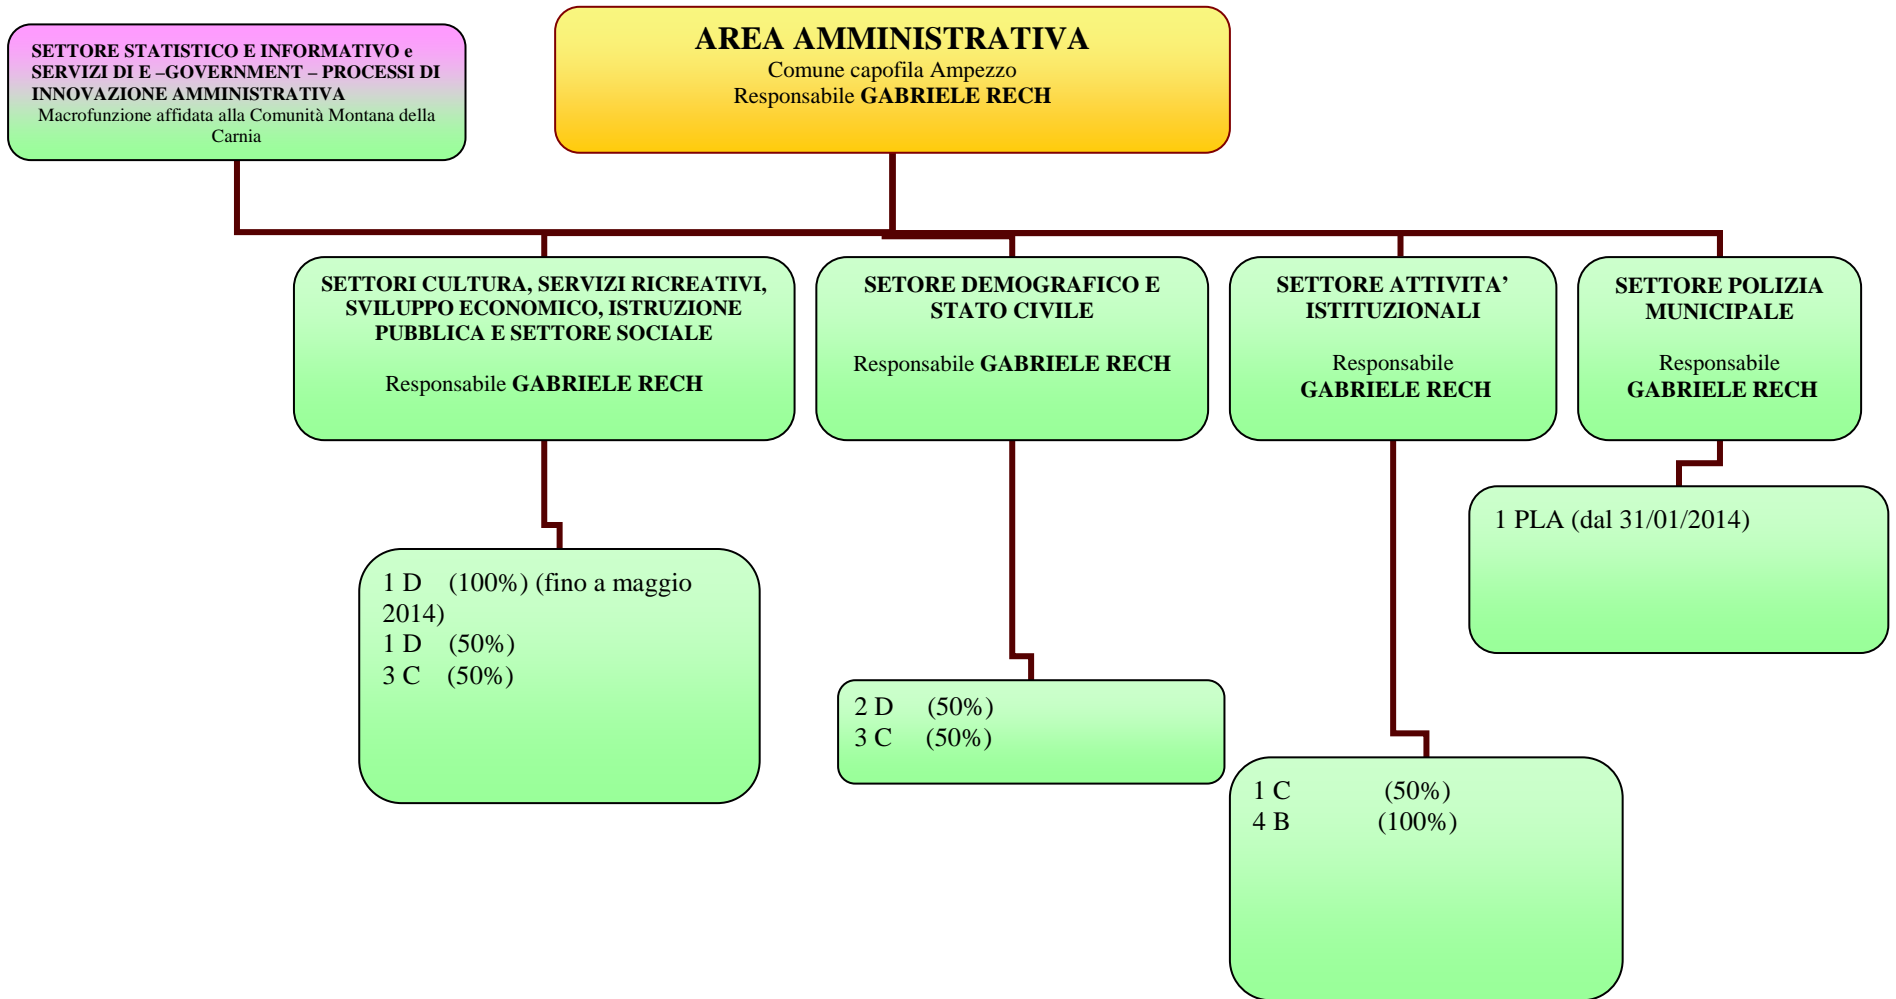 SETTORE STATISTICO E INFORMATIVO e
SERVIZI DI E –GOVERNMENT – PROCESSI DI
INNOVAZIONE AMMINISTRATIVA
Macrofunzione affidata alla Comunità Montana della
Carnia
AREA AMMINISTRATIVA
Comune capofila Ampezzo
Responsabile GABRIELE RECH
SETTORI CULTURA, SERVIZI RICREATIVI,
SVILUPPO ECONOMICO, ISTRUZIONE
PUBBLICA E SETTORE SOCIALE
Responsabile GABRIELE RECH
SETORE DEMOGRAFICO E
STATO CIVILE
Responsabile GABRIELE RECH
SETTORE ATTIVITA’
ISTITUZIONALI
Responsabile
GABRIELE RECH
SETTORE POLIZIA
MUNICIPALE
Responsabile
GABRIELE RECH
1 D (100%) (fino a maggio
2014)
1 D (50%)
3 C (50%)
2 D (50%)
3 C (50%)
1 C (50%)
4 B (100%)
1 PLA (dal 31/01/2014)